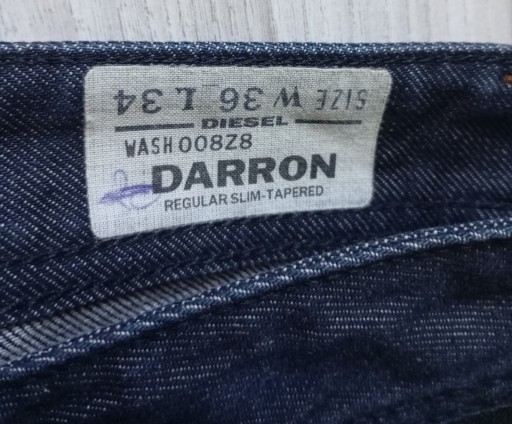 SIZE W 36 L 34
DIESEL
WASH 008Z8
DARRON
REGULAR SLIM-TAPERED